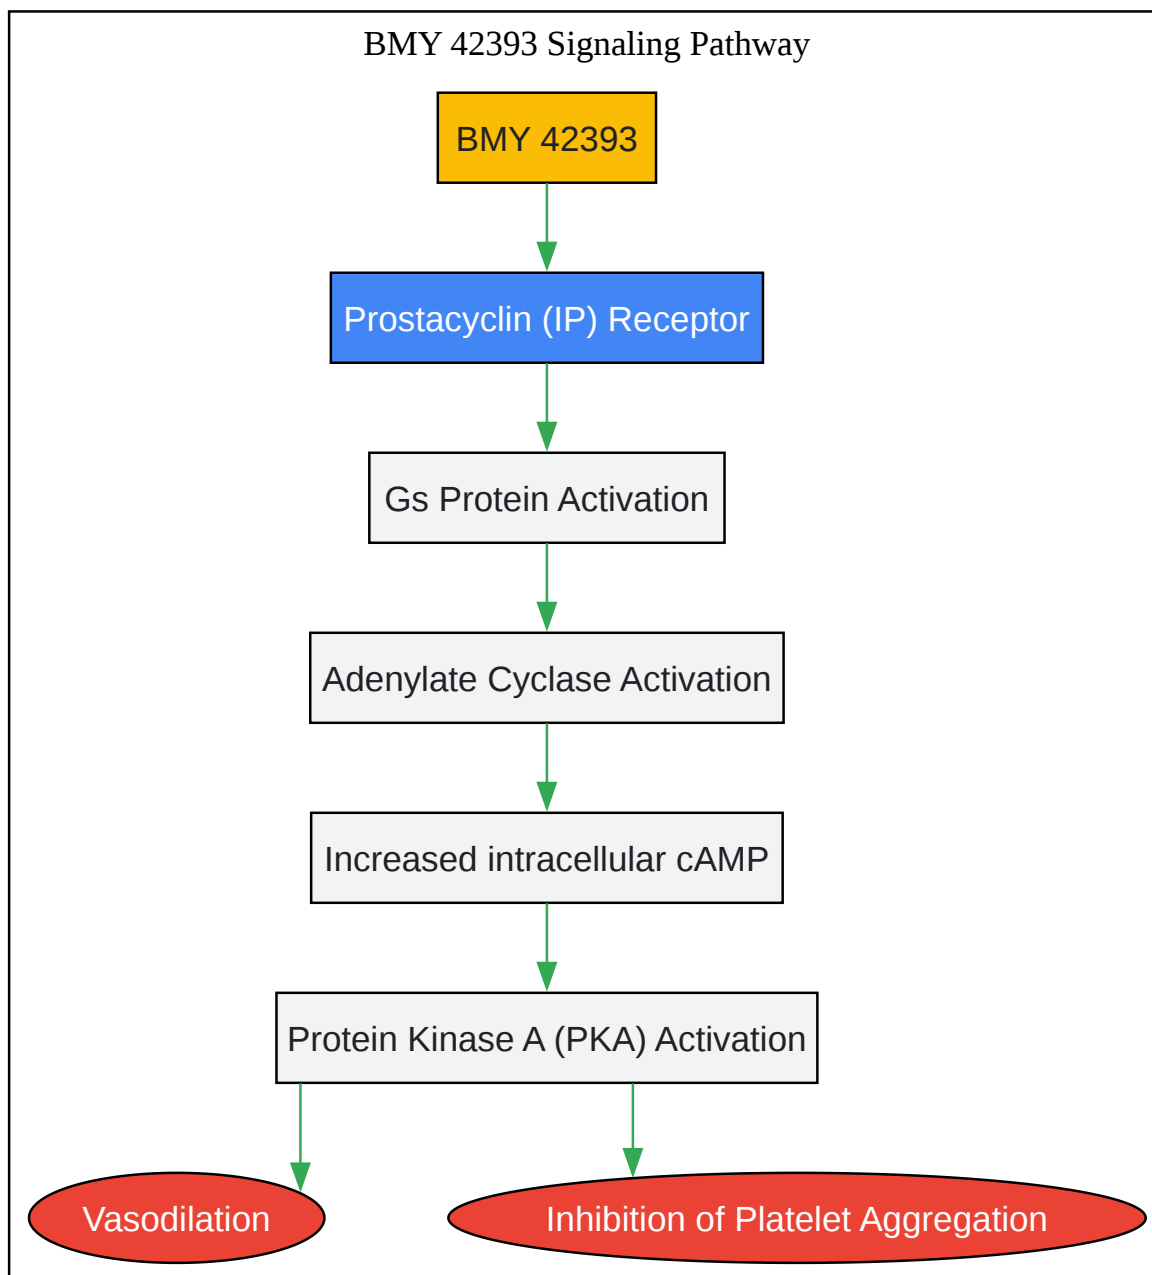 BMY 42393 Signaling Pathway
BMY 42393
Prostacyclin (IP) Receptor
Gs Protein Activation
Adenylate Cyclase Activation
Increased intracellular cAMP
Protein Kinase A (PKA) Activation
Vasodilation
Inhibition of Platelet Aggregation